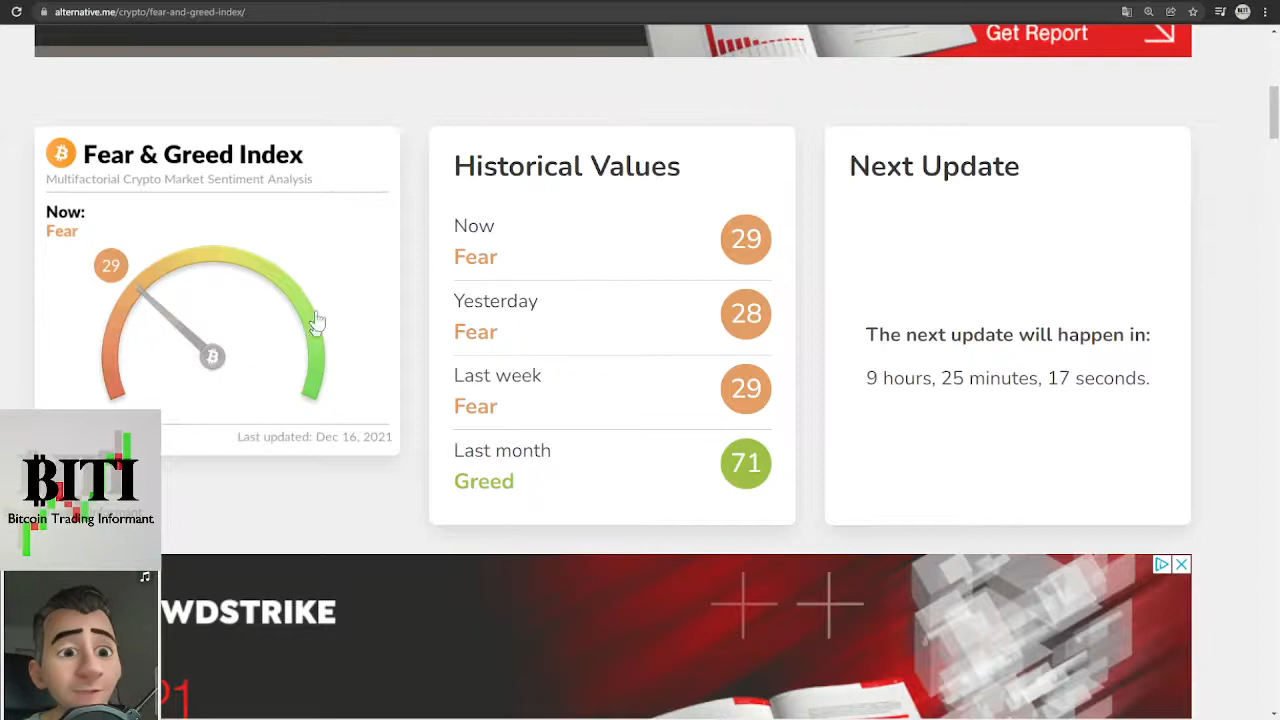 alternative.me/crypto/fear-and-greed-index/
BITI
Get Report
Fear & Greed Index
Multifactorial Crypto Market Sentiment Analysis
Now:
Fear
29
Last updated: Dec 16, 2021
Historical Values
Now
Fear
29
Yesterday
Fear
28
Last week
Fear
29
Last month
Greed
71
Next Update
The next update will happen in:
9 hours, 25 minutes, 17 seconds.
BITI
Bitcoin Trading Informant
WDSTRIKE
21